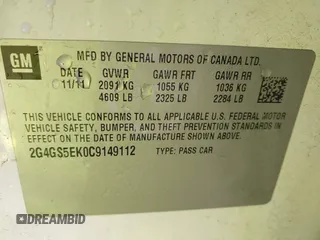 GM
MFD BY GENERAL MOTORS OF CANADA LTD.
DATE GVWR GAWR FRT GAWR RR
11/11 2091 KG 1055 KG 1036 KG
4609 LB 2325 LB 2284 LB
THIS VEHICLE CONFORMS TO ALL APPLICABLE U.S. FEDERAL MOTOR
VEHICLE SAFETY, BUMPER, AND THEFT PREVENTION STANDARDS IN
EFFECT ON THE DATE OF MANUFACTURE SHOWN ABOVE.
2G4GS5EK0C9149112 TYPE: PASS CAR
DEALERSHIP.CC